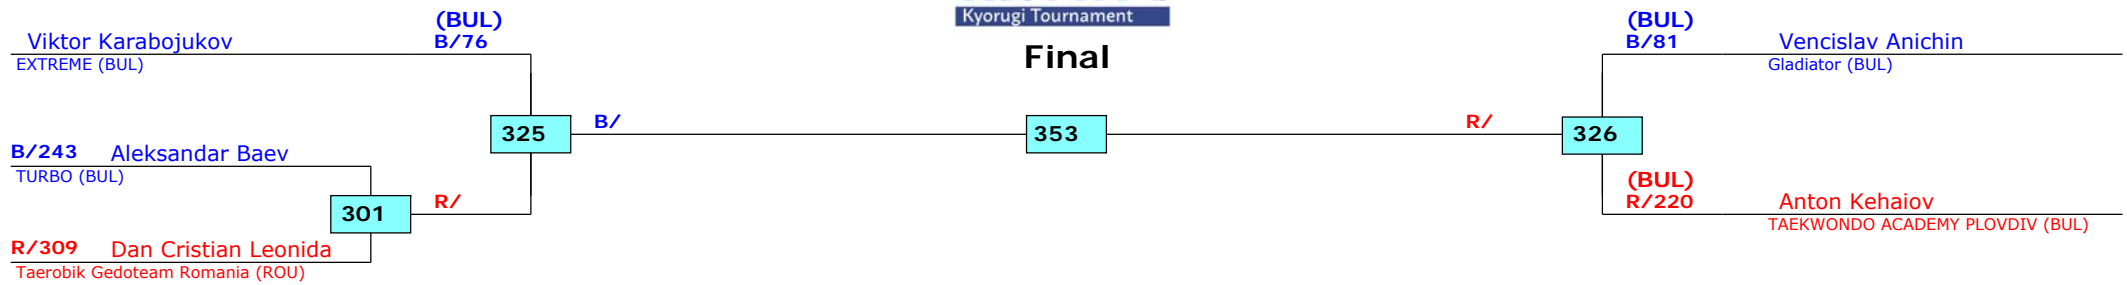 Kyorugi Tournament
Final
(BUL)
Viktor Karabojukov B/76
EXTREME (BUL)
(BUL)
B/81 Vencislav Anichin
Gladiator (BUL)
325 B/ 353 R/ 326
B/243 Aleksandar Baev
TURBO (BUL)
301 R/
(BUL)
R/220 Anton Kehaiov
TAEKWONDO ACADEMY PLOVDIV (BUL)
R/309 Dan Cristian Leonida
Taerobik Gedoteam Romania (ROU)